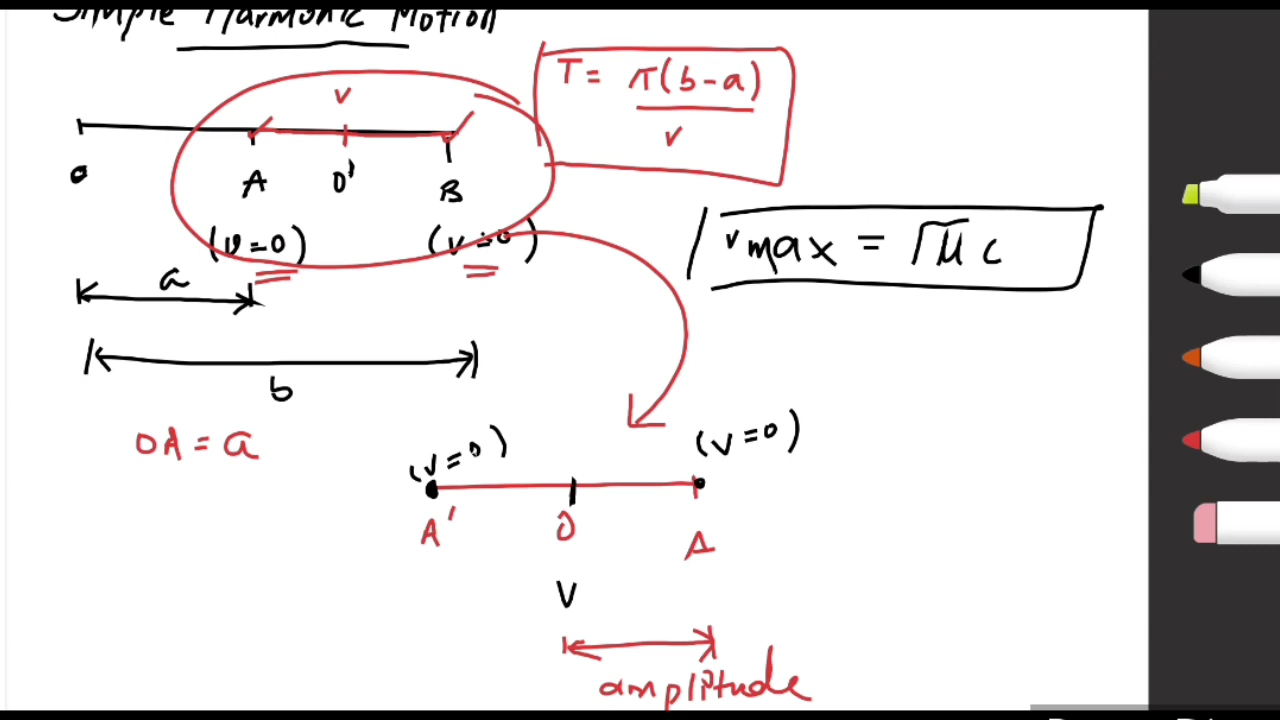 Simple Harmonic Motion
T = π(b-a)
v
v
O
A
O'
B
(v=0)
(v=0)
vmax = √μ c
a
b
OA = a
(v=0)
(v=0)
A'
O
A
V
amplitude